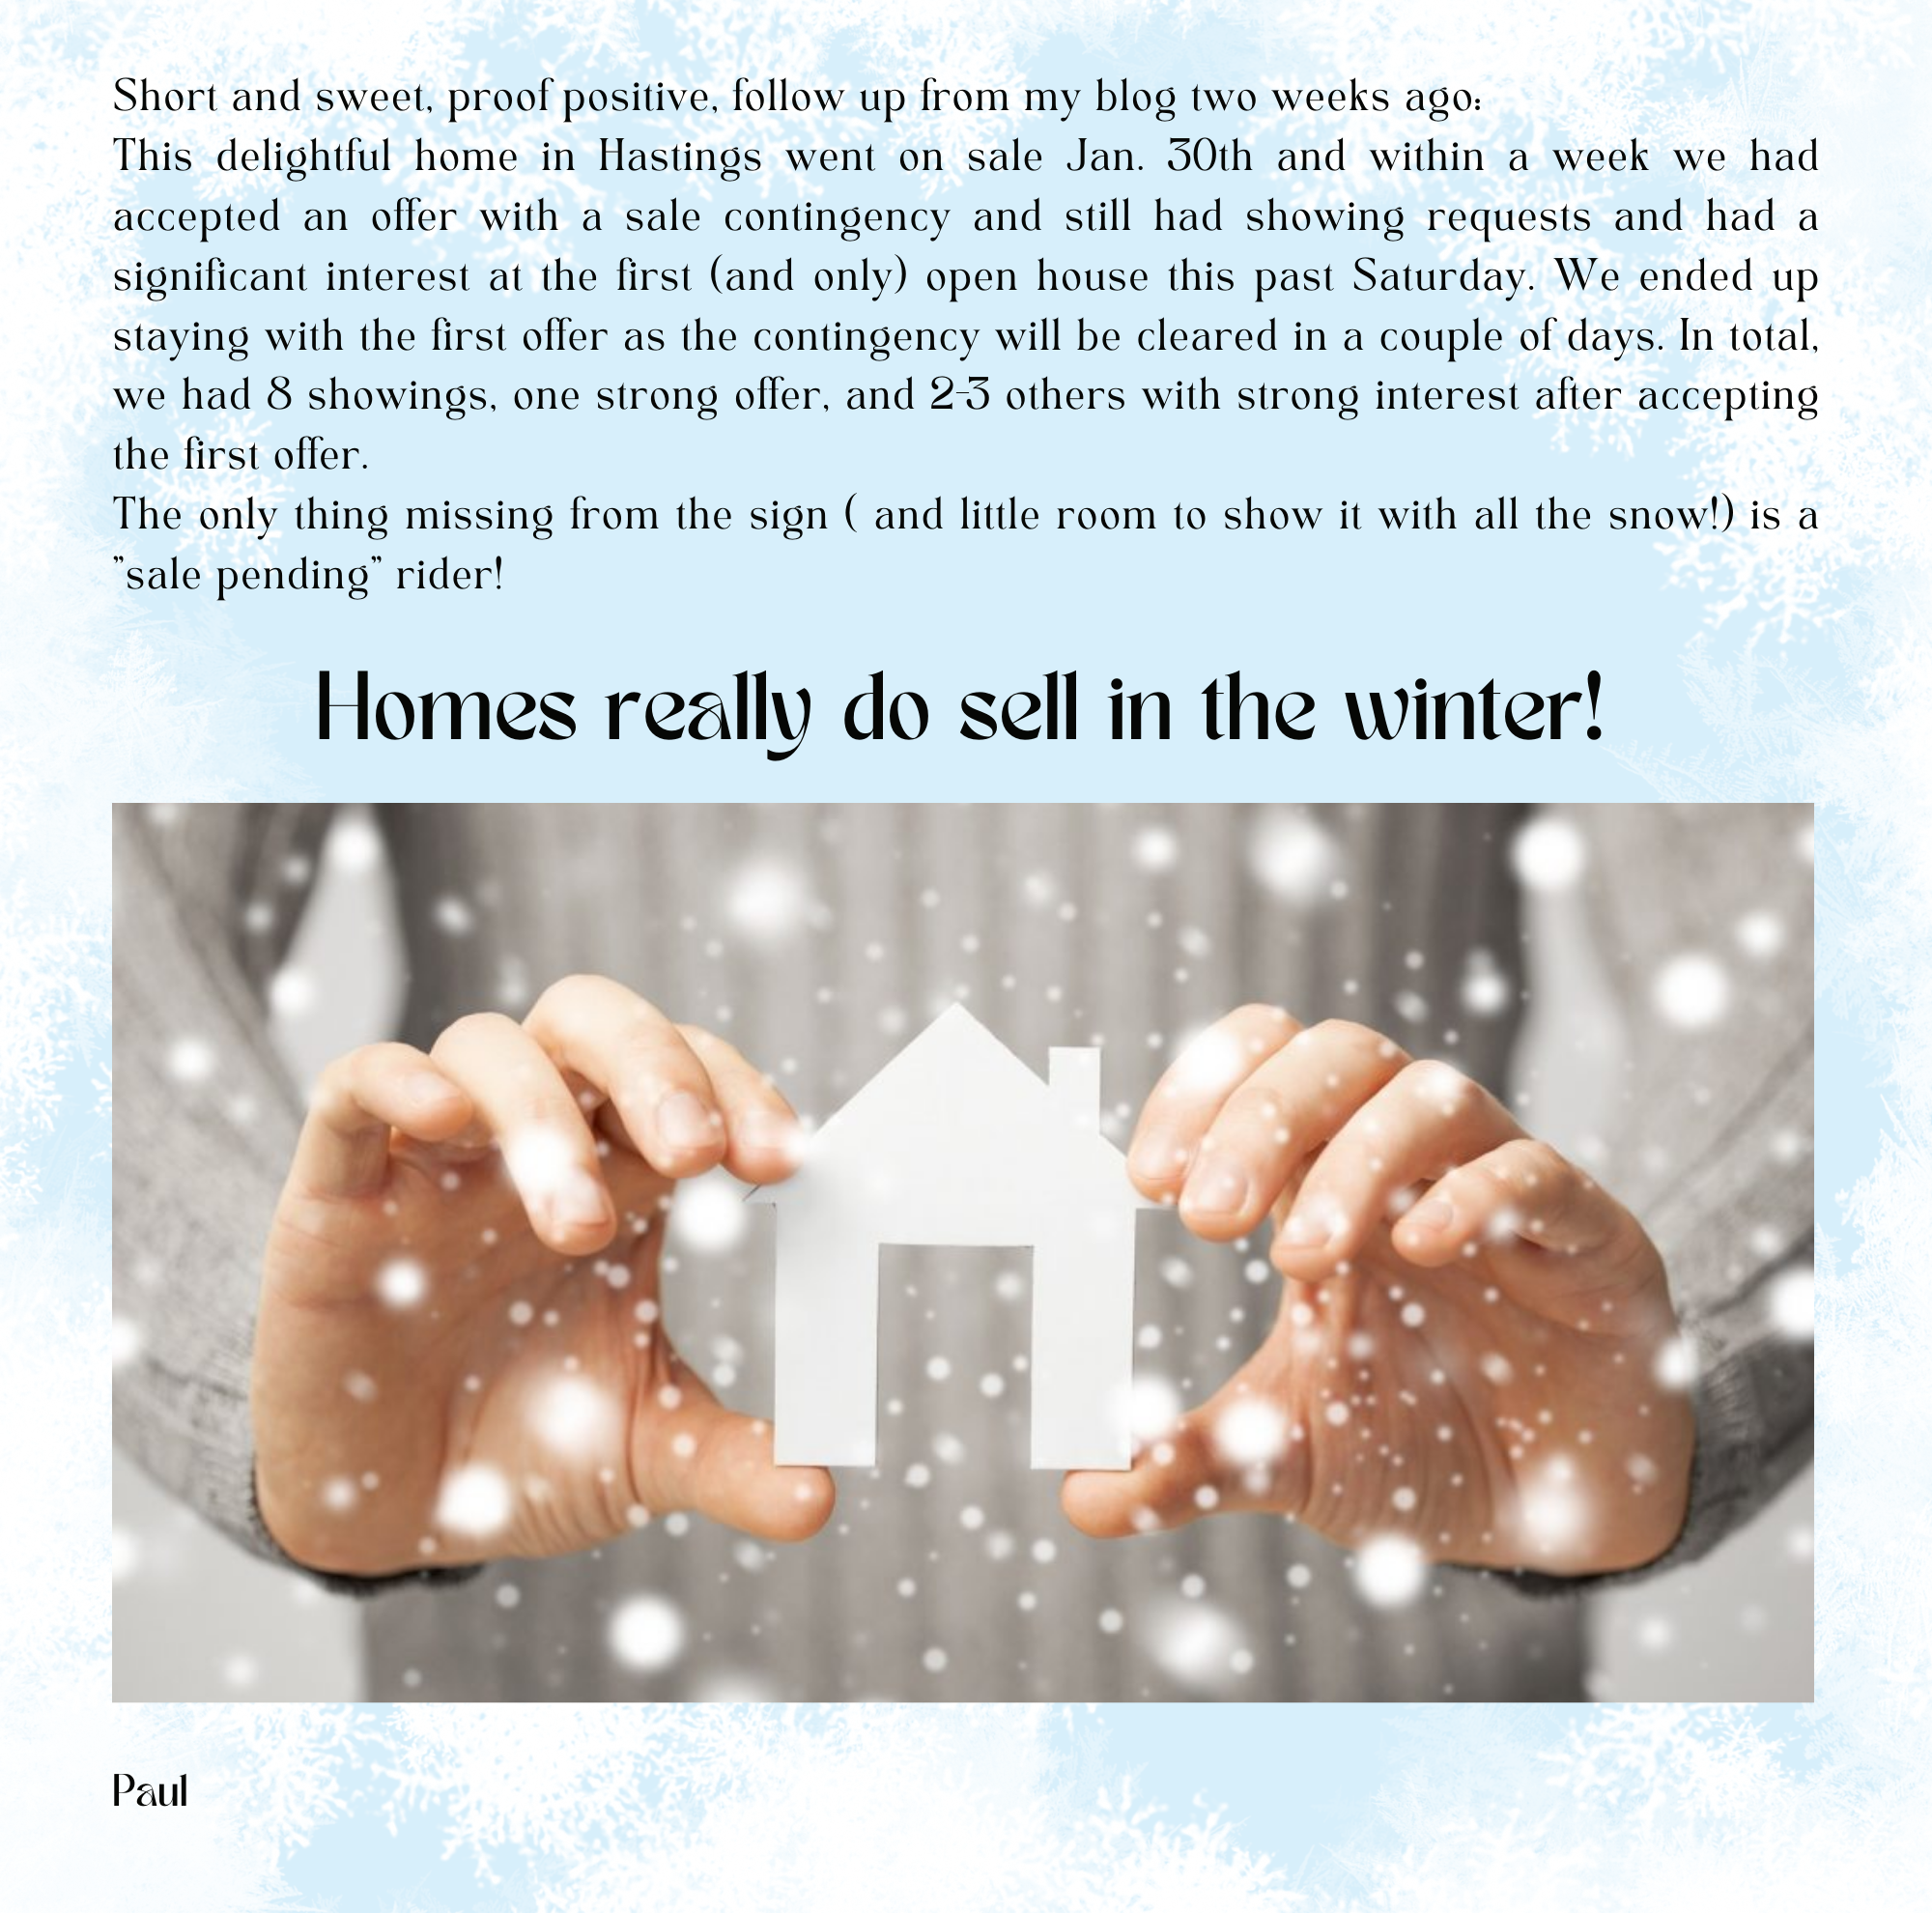 Short and sweet, proof positive, follow up from my blog two weeks ago:
This delightful home in Hastings went on sale Jan. 30th and within a week we had
accepted an offer with a sale contingency and still had showing requests and had a
significant interest at the first (and only) open house this past Saturday. We ended up
staying with the first offer as the contingency will be cleared in a couple of days. In total,
we had 8 showings, one strong offer, and 2-3 others with strong interest after accepting
the first offer.
The only thing missing from the sign ( and little room to show it with all the snow!) is a
"sale pending" rider!
Homes really do sell in the winter!
Paul